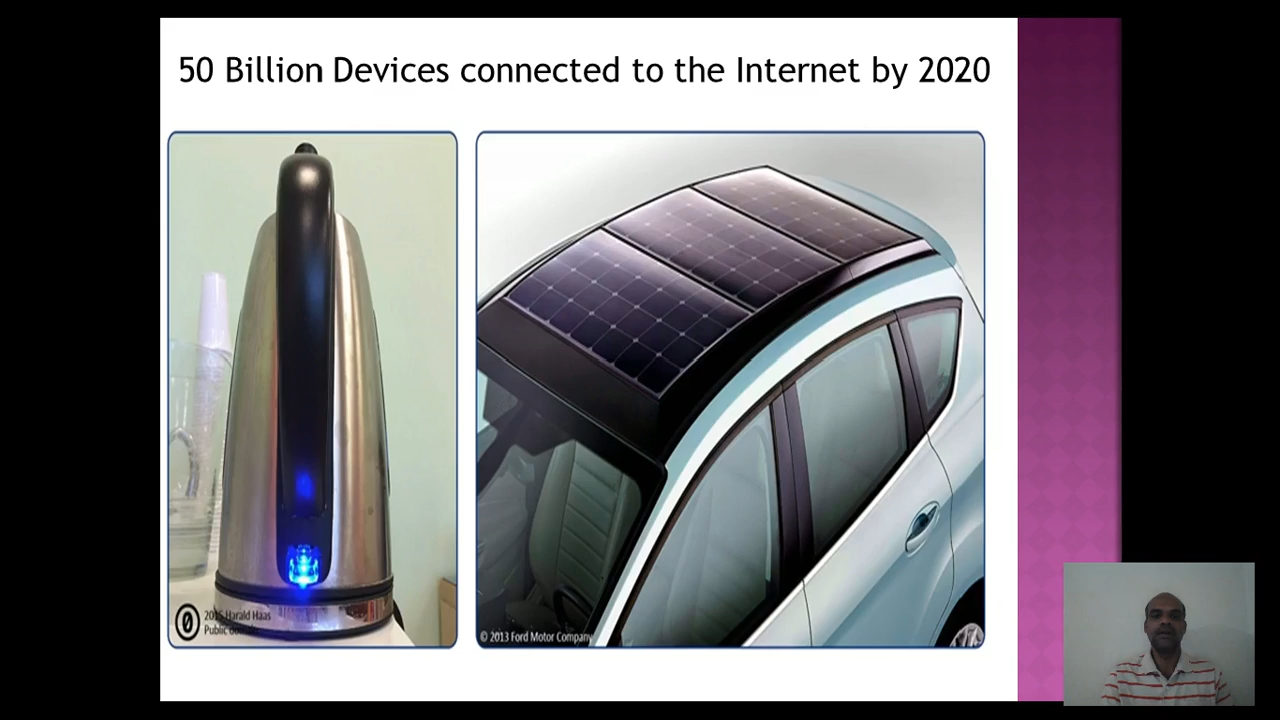 50 Billion Devices connected to the Internet by 2020
2015 Harald Haas
Public domain
© 2013 Ford Motor Company